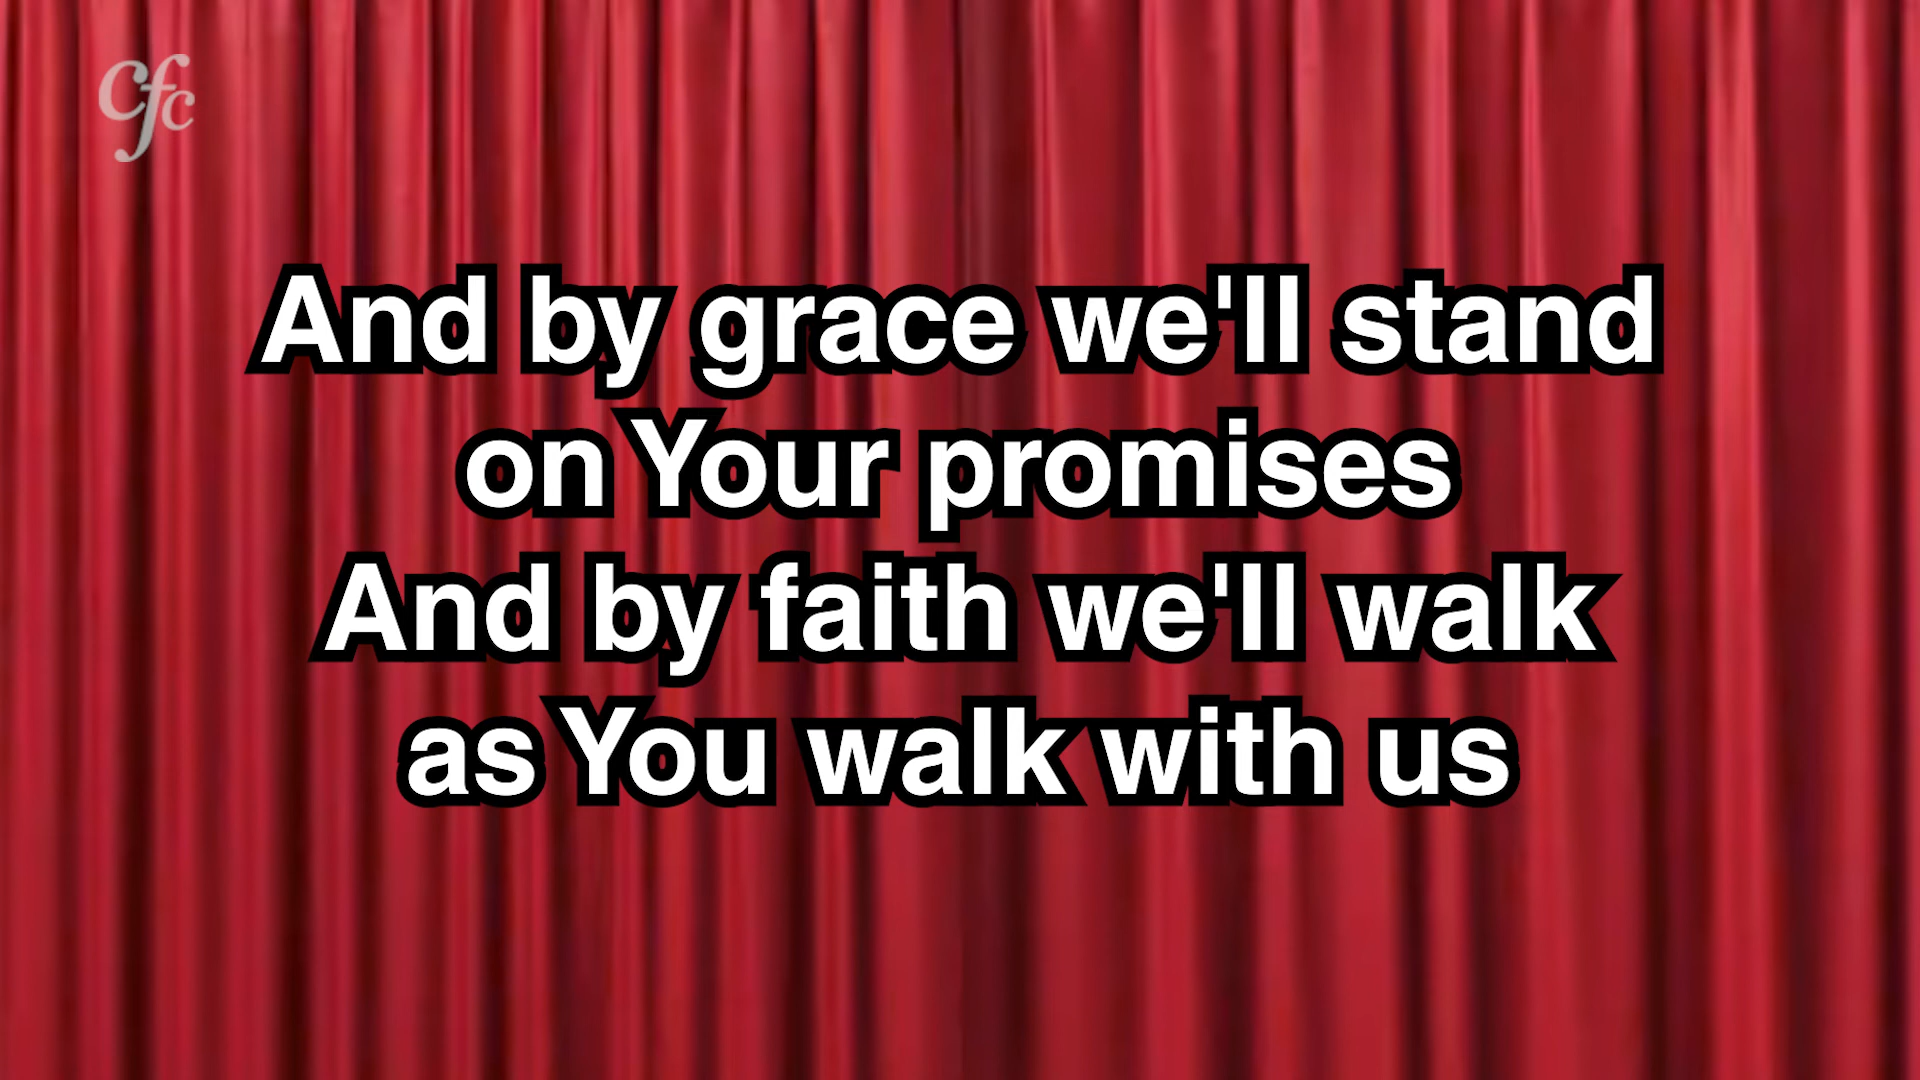 cfc
And by grace we'll stand
on Your promises
And by faith we'll walk
as You walk with us